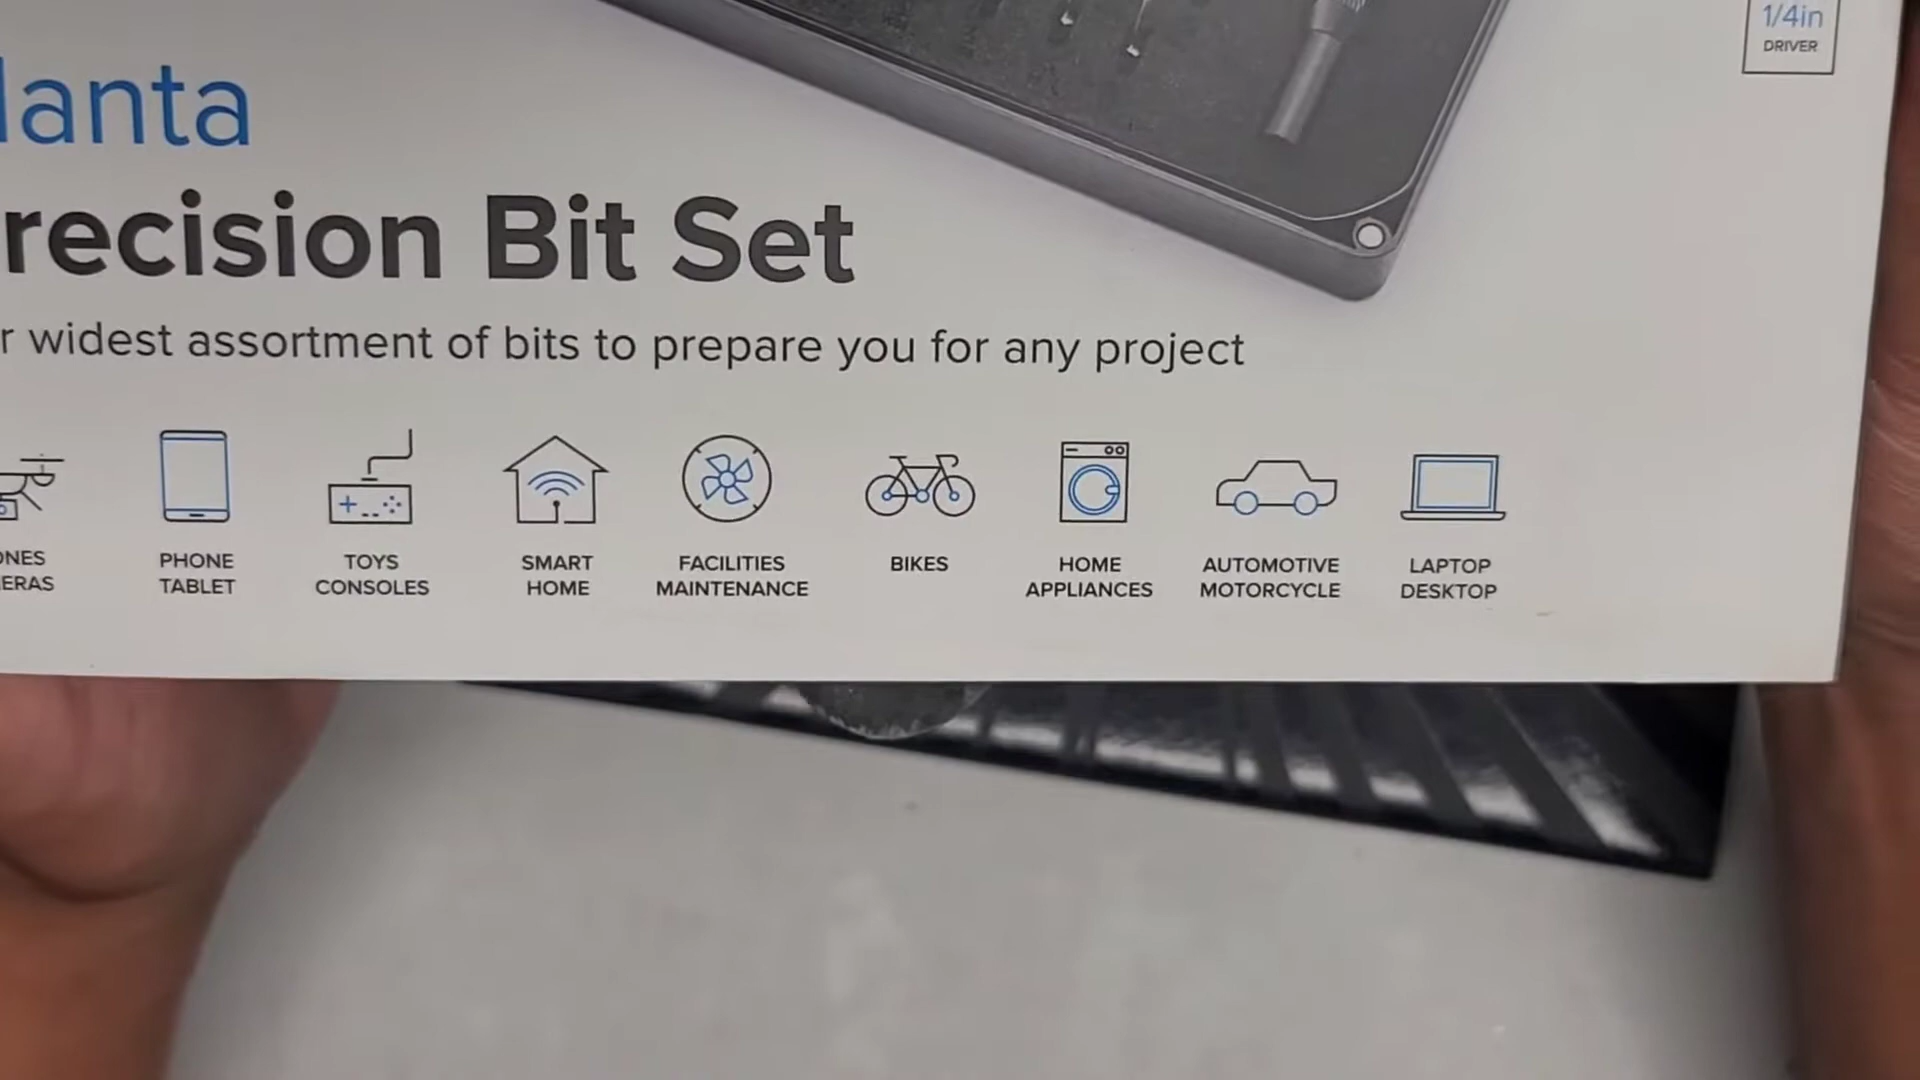 1/4in
DRIVER
lanta
recision Bit Set
r widest assortment of bits to prepare you for any project
ONES
ERAS
PHONE
TABLET
TOYS
CONSOLES
SMART
HOME
FACILITIES
MAINTENANCE
BIKES
HOME
APPLIANCES
AUTOMOTIVE
MOTORCYCLE
LAPTOP
DESKTOP